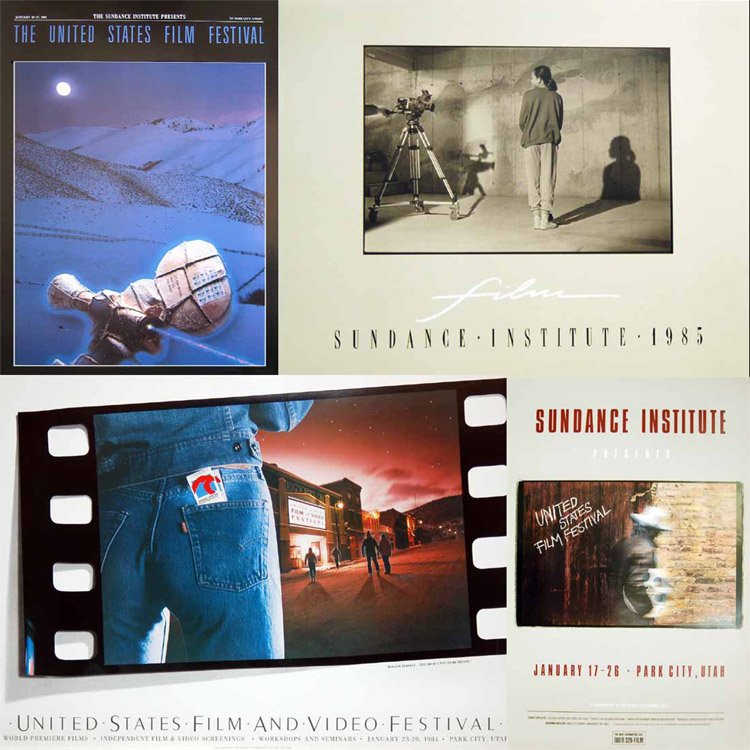 THE SUNDANCE INSTITUTE PRESENTS
THE UNITED STATES FILM FESTIVAL
film
SUNDANCE · INSTITUTE · 1985
FILM & VIDEO
FESTIVAL
· UNITED · STATES · FILM · AND · VIDEO · FESTIVAL ·
WORLD PREMIERE FILMS · INDEPENDENT FILM & VIDEO SCREENINGS · WORKSHOPS AND SEMINARS · JANUARY 23-29, 1984 · PARK CITY, UTAH
SUNDANCE INSTITUTE
PRESENTS
UNITED
STATES
FILM FESTIVAL
JANUARY 17-26 · PARK CITY, UTAH